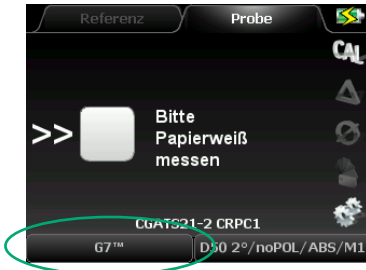 Referenz Probe
CAL
>> Bitte
Papierweiß
messen
CGATS21-2 CRPC1
G7™ D50 2°/noPOL/ABS/M1